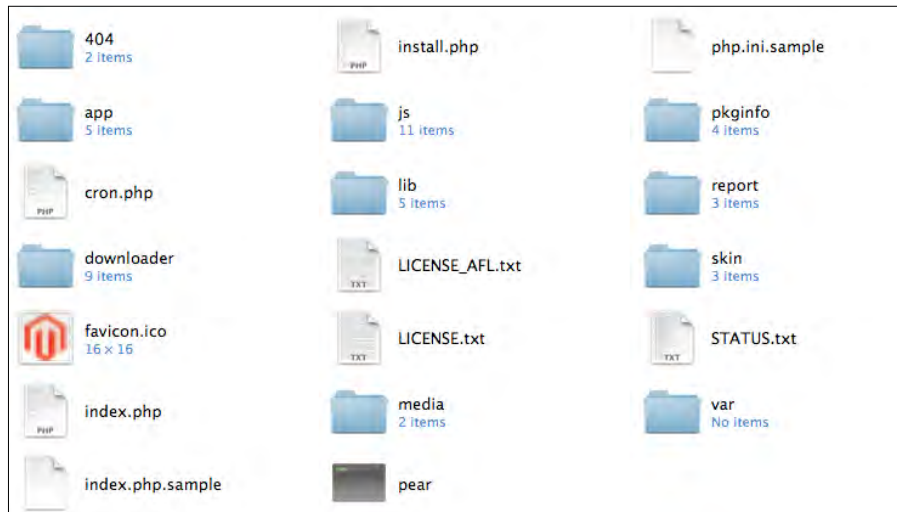 404
2 items
app
5 items
cron.php
PHP
downloader
9 items
favicon.ico
16 × 16
index.php
PHP
index.php.sample
install.php
PHP
js
11 items
lib
5 items
LICENSE_AFL.txt
TXT
LICENSE.txt
TXT
media
2 items
pear
php.ini.sample
pkginfo
4 items
report
3 items
skin
3 items
STATUS.txt
TXT
var
No items